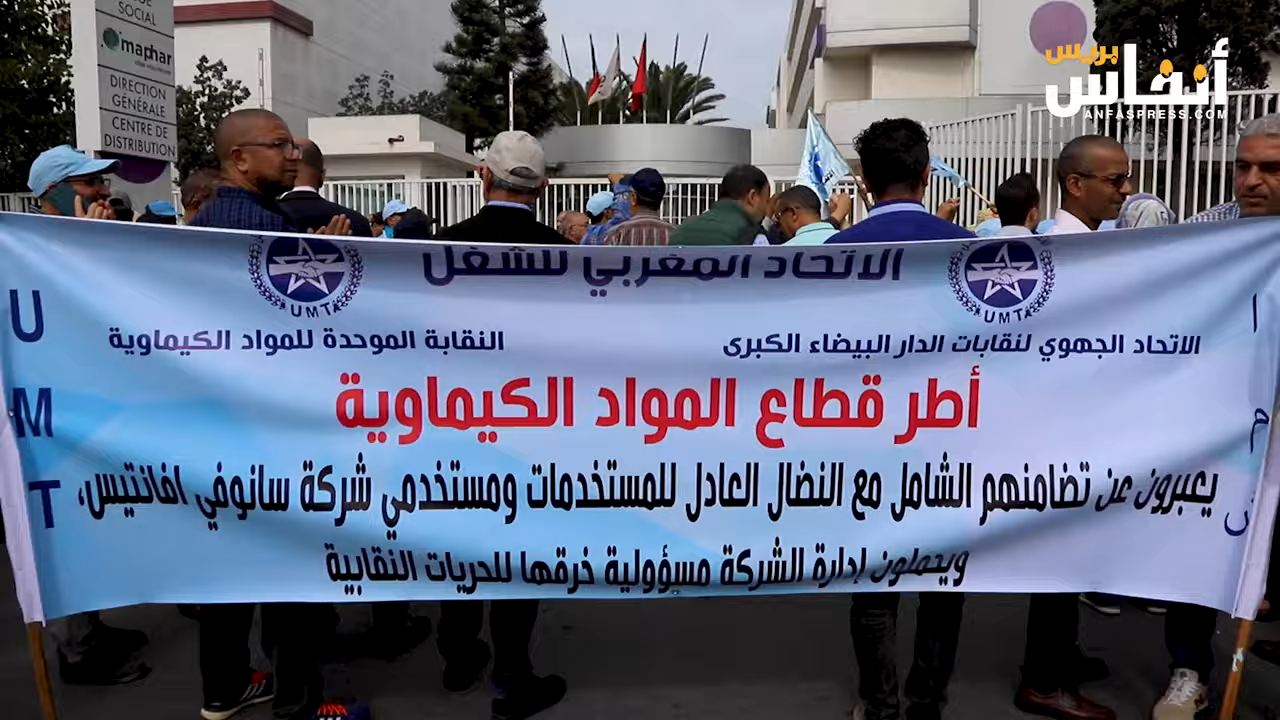 SOCIAL
maphar
DIRECTION
GÉNÉRALE
CENTRE DE
DISTRIBUTION
أنفاس بريس
ANFASPRESS.COM
الاتحاد المغربي للشغل
UMT
UMT
الاتحاد الجهوي لنقابات الدار البيضاء الكبرى
النقابة الموحدة للمواد الكيماوية
أطر قطاع المواد الكيماوية
يعبرون عن تضامنهم الشامل مع النضال العادل للمستخدمات ومستخدمي شركة سانوفي افانتيس،
ويحملون إدارة الشركة مسؤولية خرقها للحريات النقابية
U
M
T
ا
م
ش